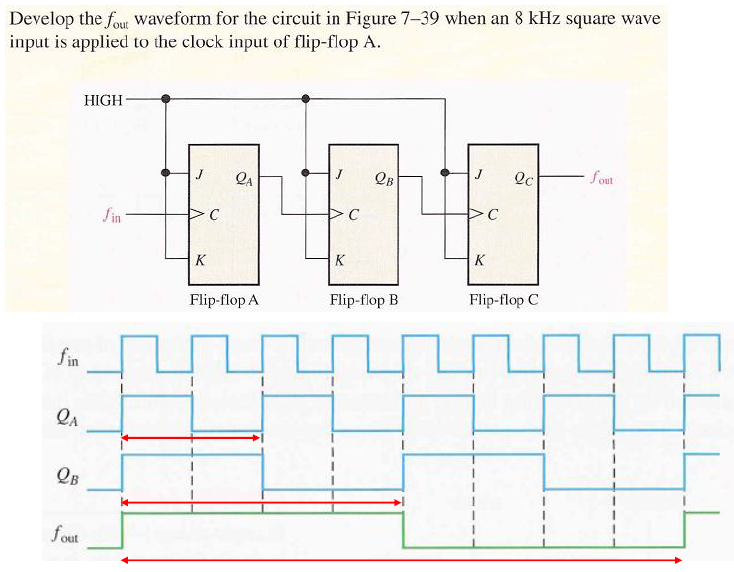 Develop the fout waveform for the circuit in Figure 7–39 when an 8 kHz square wave
input is applied to the clock input of flip-flop A.
HIGH
J QA J QB J QC fout
fin C C C
K K K
Flip-flop A Flip-flop B Flip-flop C
fin
QA
QB
fout